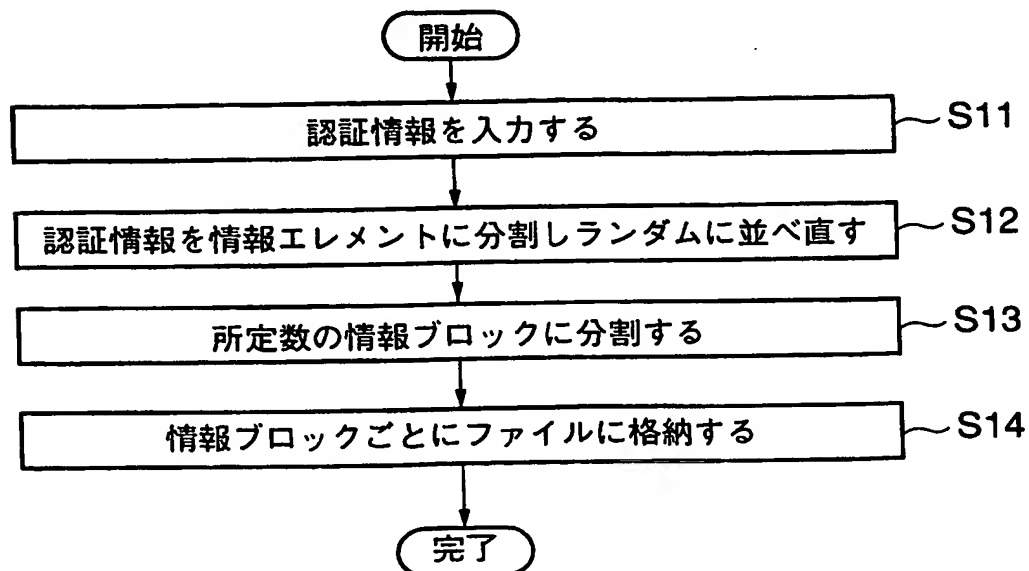 開始
認証情報を入力する
S11
認証情報を情報エレメントに分割しランダムに並べ直す
S12
所定数の情報ブロックに分割する
S13
情報ブロックごとにファイルに格納する
S14
完了